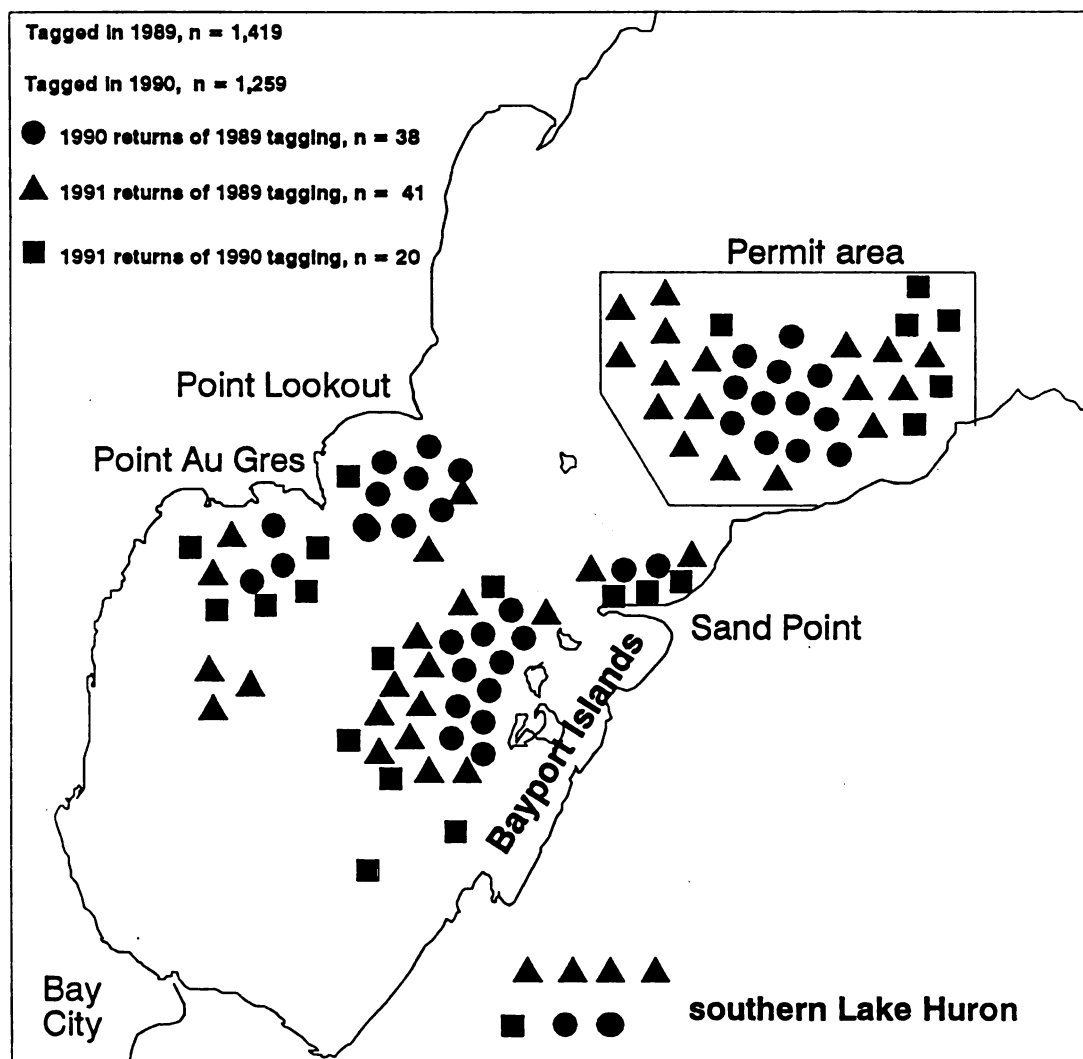 Tagged in 1989, n = 1,419
Tagged in 1990, n = 1,259
1990 returns of 1989 tagging, n = 38
1991 returns of 1989 tagging, n = 41
1991 returns of 1990 tagging, n = 20
Permit area
Point Lookout
Point Au Gres
Sand Point
Bayport Islands
Bay
City
southern Lake Huron